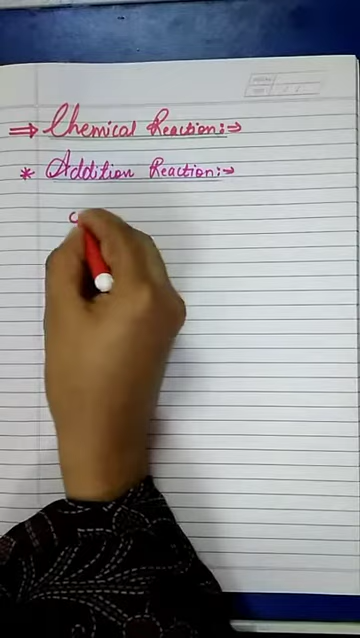 ⇒ Chemical Reaction:→
* Addition Reaction:→